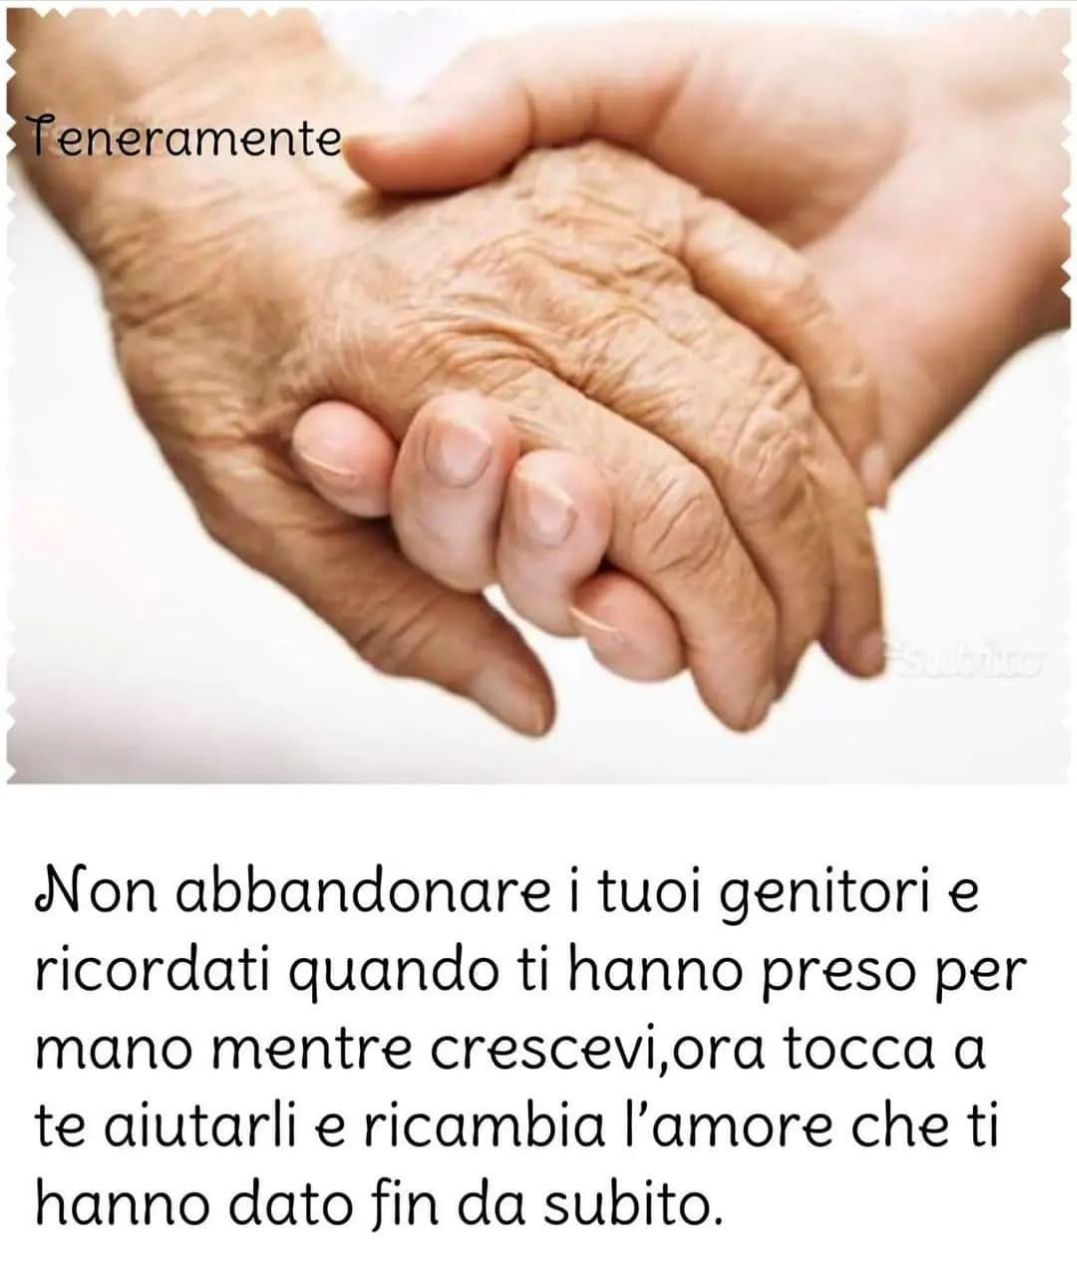 Teneramente
Non abbandonare i tuoi genitori e
ricordati quando ti hanno preso per
mano mentre crescevi,ora tocca a
te aiutarli e ricambia l'amore che ti
hanno dato fin da subito.